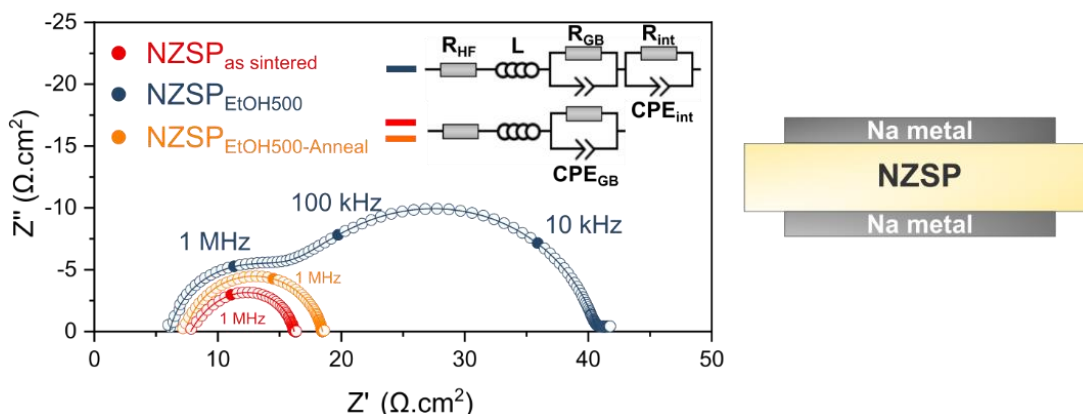 -25
-20
-15
-10
-5
0
Z'' (Ω.cm2)
NZSPas sintered
NZSPEtOH500
NZSPEtOH500-Anneal
RHF L RGB Rint
CPEint
CPEGB
1 MHz
100 kHz
10 kHz
1 MHz
1 MHz
0 10 20 30 40 50
Z' (Ω.cm2)
Na metal
NZSP
Na metal